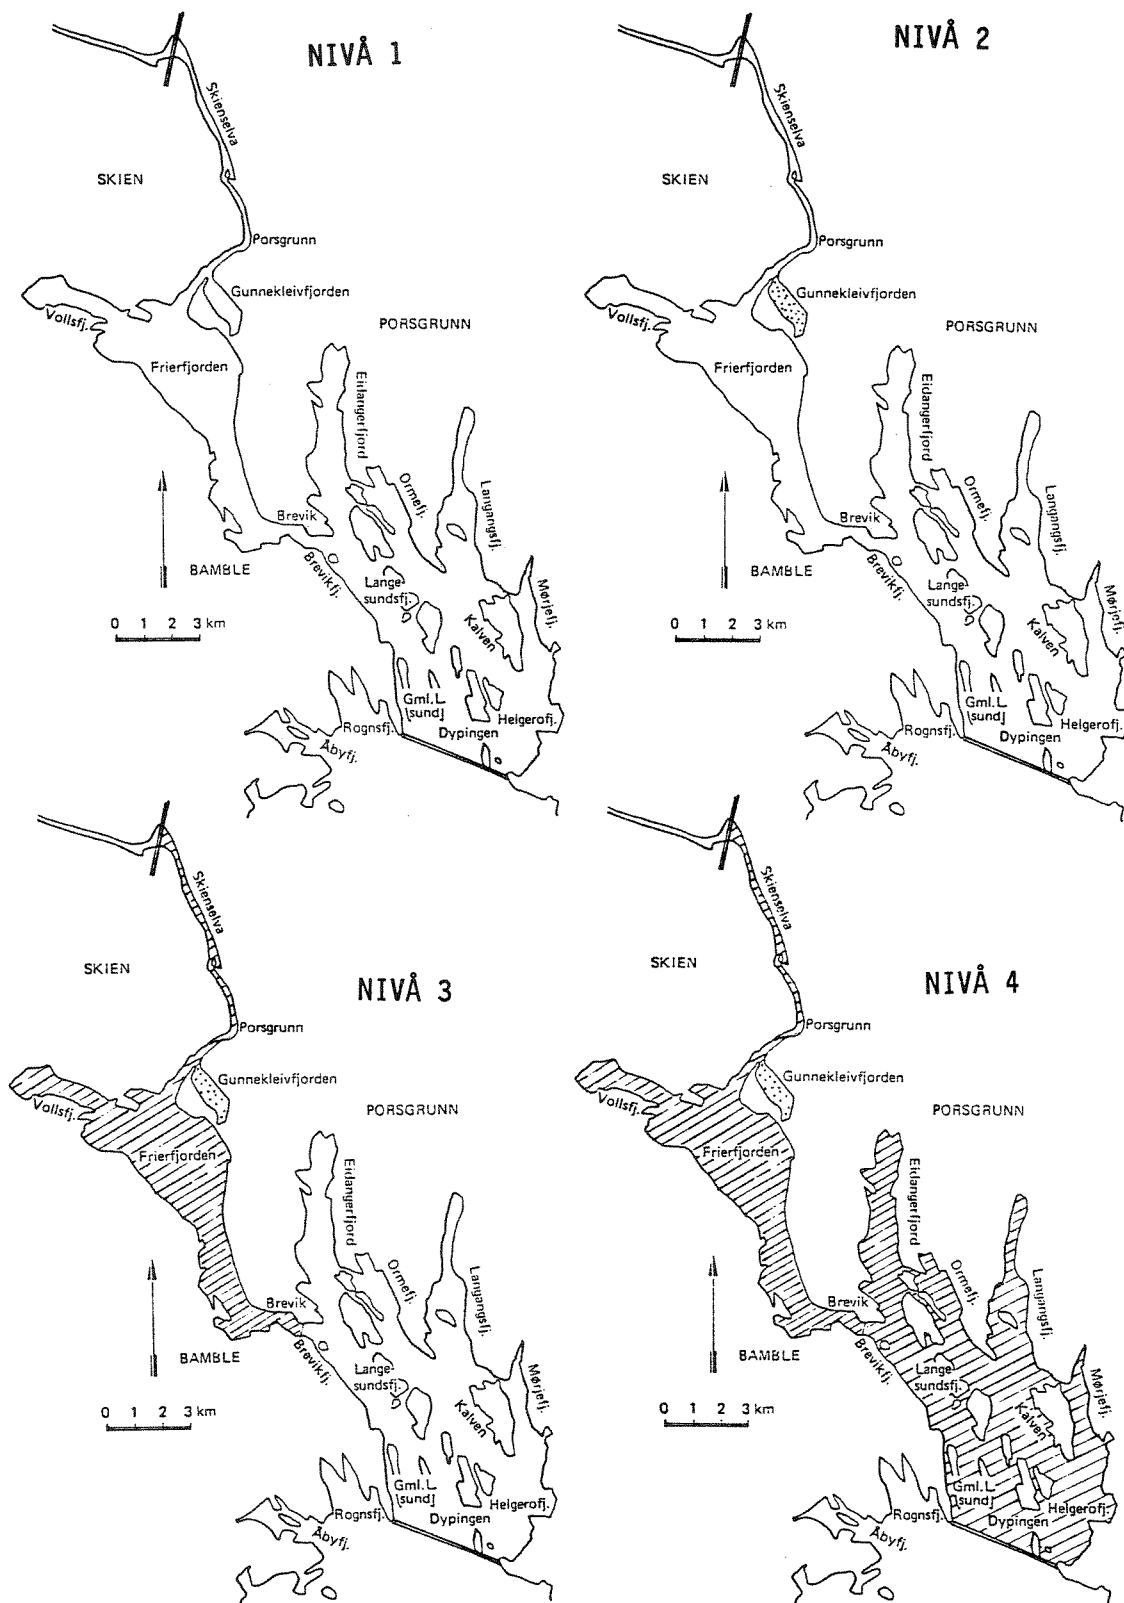 NIVÅ 1
Skienselva
SKIEN
Porsgrunn
Gunnekleivfjorden
Vollsfj.
PORSGRUNN
Frierfjorden
Eidangerfjord
Ormefj.
Langangsfj.
Brevik
BAMBLE
Brevikfj.
Lange-
sundsfj.
Mørjefj.
Kalven
0 1 2 3 km
Gml. L.
sund
Helgerofj.
Rognsfj.
Dypingen
Åbyfj.
NIVÅ 2
Skienselva
SKIEN
Porsgrunn
Gunnekleivfjorden
Vollsfj.
PORSGRUNN
Frierfjorden
Eidangerfjord
Ormefj.
Langangsfj.
Brevik
BAMBLE
Brevikfj.
Lange-
sundsfj.
Mørjefj.
Kalven
0 1 2 3 km
Gml. L.
sund
Helgerofj.
Rognsfj.
Dypingen
Åbyfj.
NIVÅ 3
Skienselva
SKIEN
Porsgrunn
Gunnekleivfjorden
Vollsfj.
PORSGRUNN
Frierfjorden
Eidangerfjord
Ormefj.
Langangsfj.
Brevik
BAMBLE
Brevikfj.
Lange-
sundsfj.
Mørjefj.
Kalven
0 1 2 3 km
Gml. L.
sund
Helgerofj.
Rognsfj.
Dypingen
Åbyfj.
NIVÅ 4
Skienselva
SKIEN
Porsgrunn
Gunnekleivfjorden
Vollsfj.
PORSGRUNN
Frierfjorden
Eidangerfjord
Ormefj.
Langangsfj.
Brevik
BAMBLE
Brevikfj.
Lange-
sundsfj.
Mørjefj.
Kalven
0 1 2 3 km
Gml. L.
sund
Helgerofj.
Rognsfj.
Dypingen
Åbyfj.